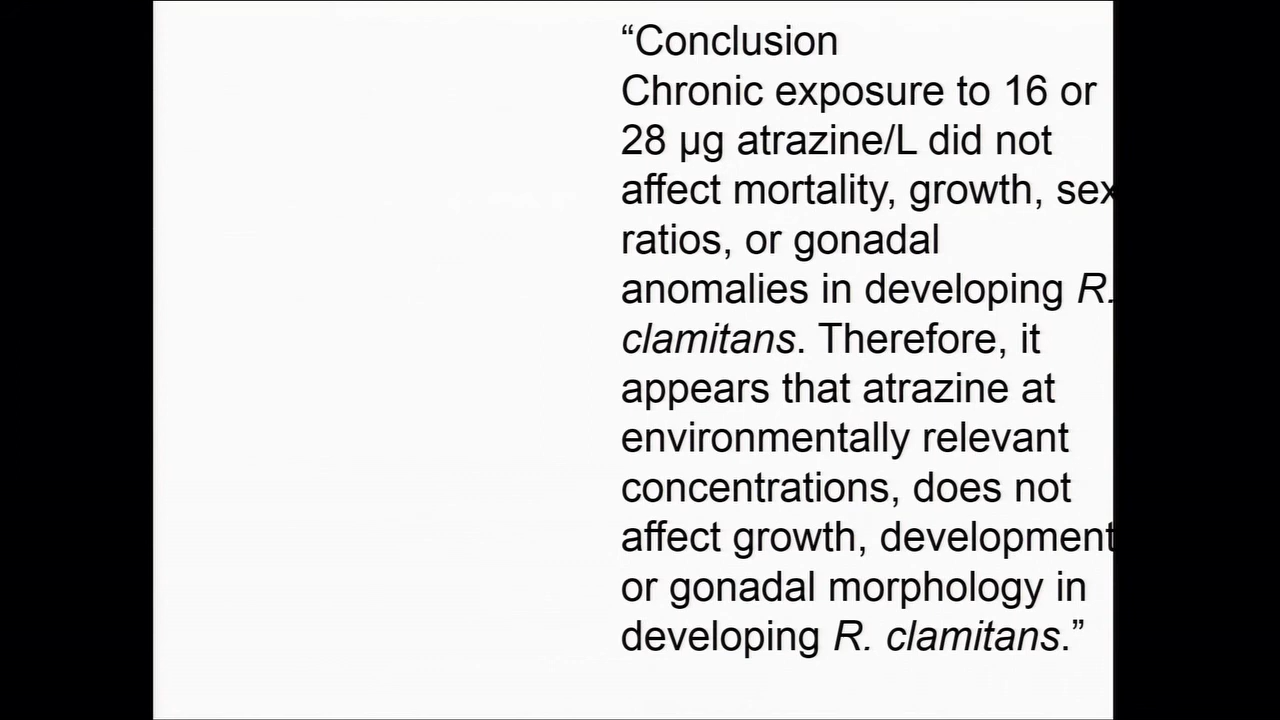 “Conclusion
Chronic exposure to 16 or
28 µg atrazine/L did not
affect mortality, growth, sex
ratios, or gonadal
anomalies in developing R.
clamitans. Therefore, it
appears that atrazine at
environmentally relevant
concentrations, does not
affect growth, development
or gonadal morphology in
developing R. clamitans.”